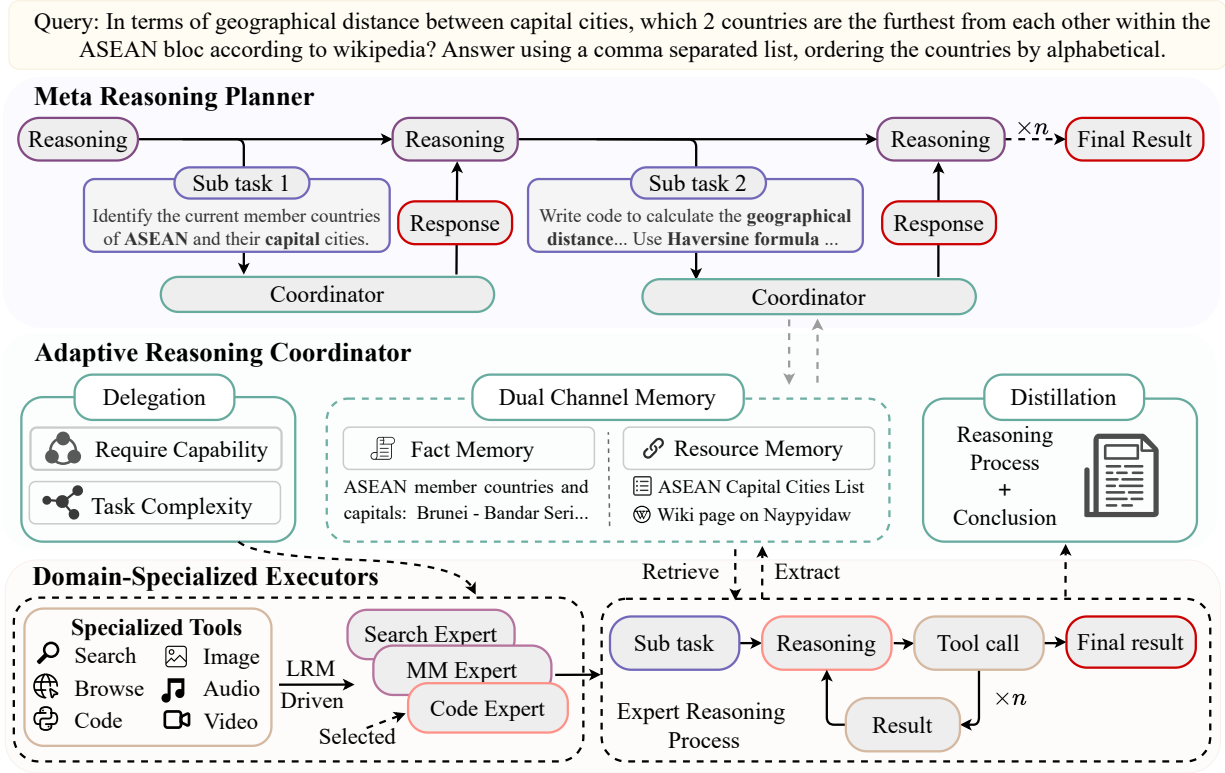 Query: In terms of geographical distance between capital cities, which 2 countries are the furthest from each other within the
ASEAN bloc according to wikipedia? Answer using a comma separated list, ordering the countries by alphabetical.
Meta Reasoning Planner
Reasoning
Reasoning
Reasoning
×n
Final Result
Sub task 1
Identify the current member countries
of ASEAN and their capital cities.
Response
Sub task 2
Write code to calculate the geographical
distance... Use Haversine formula ...
Response
Coordinator
Coordinator
Adaptive Reasoning Coordinator
Delegation
Require Capability
Task Complexity
Dual Channel Memory
Fact Memory
ASEAN member countries and
capitals: Brunei - Bandar Seri...
Resource Memory
ASEAN Capital Cities List
Wiki page on Naypyidaw
Distillation
Reasoning
Process
+
Conclusion
Retrieve
Extract
Domain-Specialized Executors
Specialized Tools
Search
Image
Browse
Audio
Code
Video
LRM
Driven
Search Expert
MM Expert
Code Expert
Selected
Sub task
Reasoning
Tool call
Final result
×n
Result
Expert Reasoning
Process